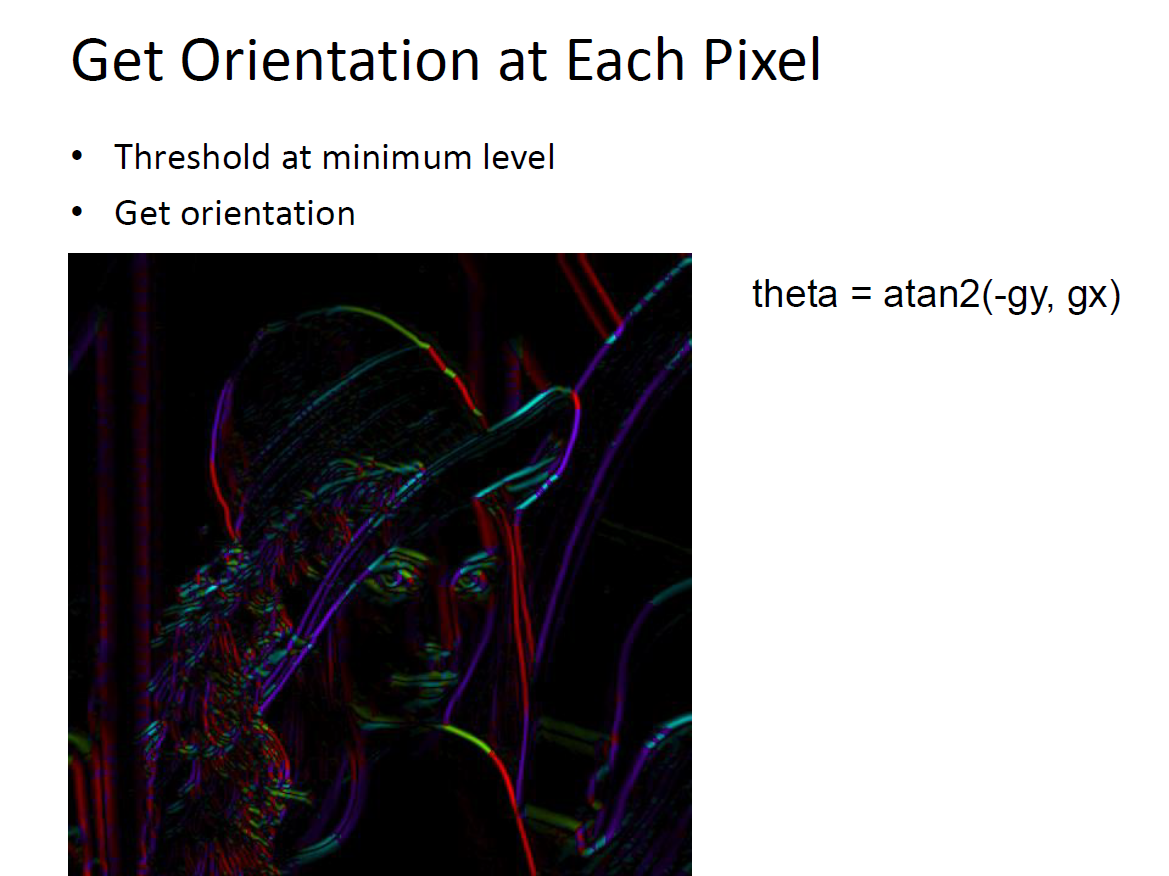 Get Orientation at Each Pixel
• Threshold at minimum level
• Get orientation
theta = atan2(-gy, gx)